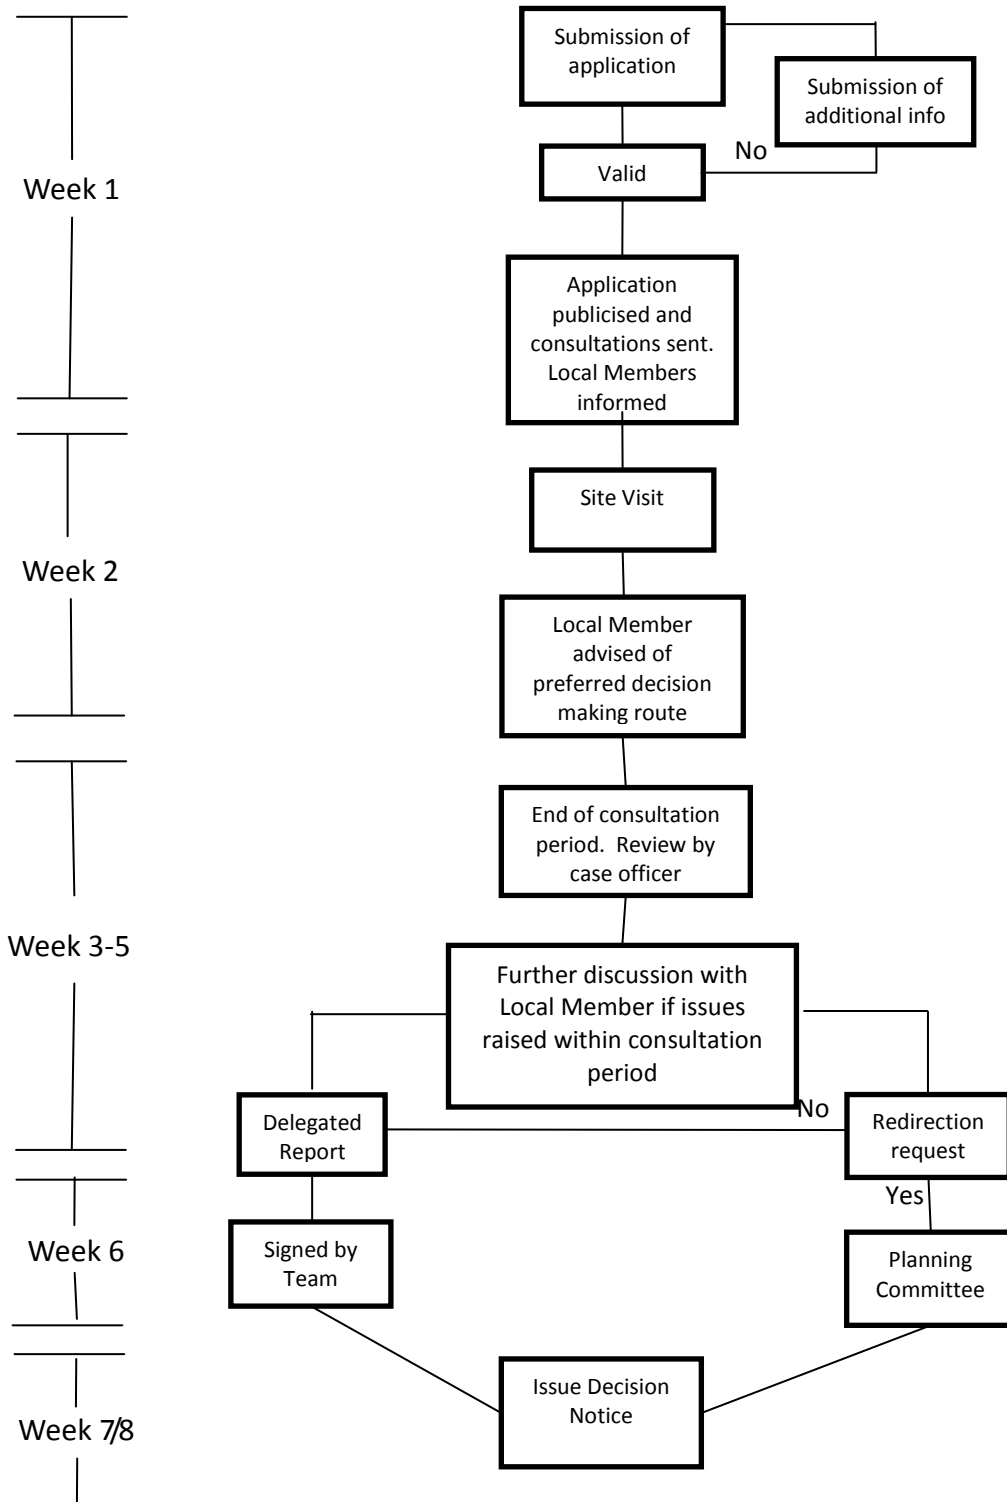 Submission of
application
Submission of
additional info
No
Valid
Week 1
Application
publicised and
consultations sent.
Local Members
informed
Site Visit
Week 2
Local Member
advised of
preferred decision
making route
End of consultation
period.  Review by
case officer
Week 3-5
Further discussion with
Local Member if issues
raised within consultation
period
No
Delegated
Report
Redirection
request
Yes
Week 6
Signed by
Team
Planning
Committee
Issue Decision
Notice
Week 7/8